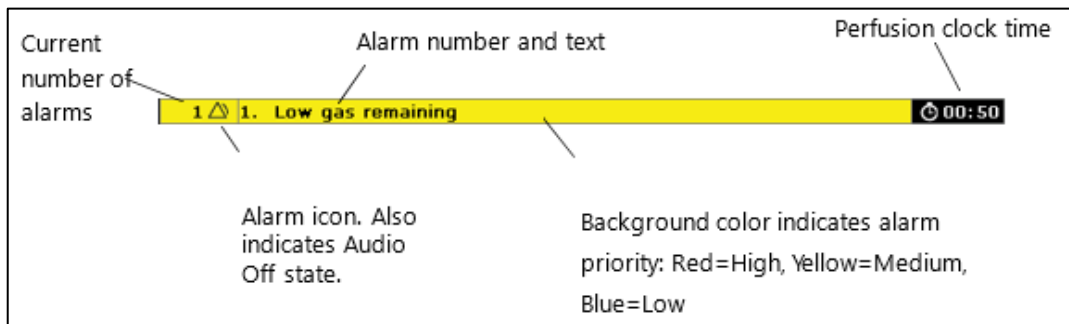 Current
number of
alarms
Alarm number and text
Perfusion clock time
1 1. Low gas remaining 00:50
Alarm icon. Also
indicates Audio
Off state.
Background color indicates alarm
priority: Red=High, Yellow=Medium,
Blue=Low